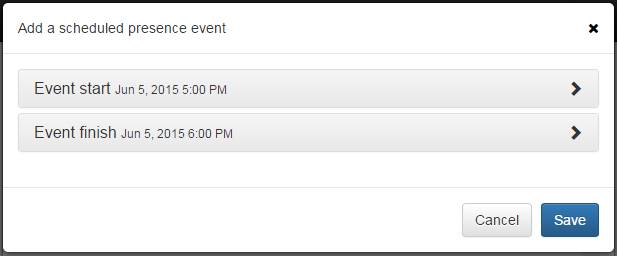 Add a scheduled presence event
Event start Jun 5, 2015 5:00 PM
Event finish Jun 5, 2015 6:00 PM
Cancel Save